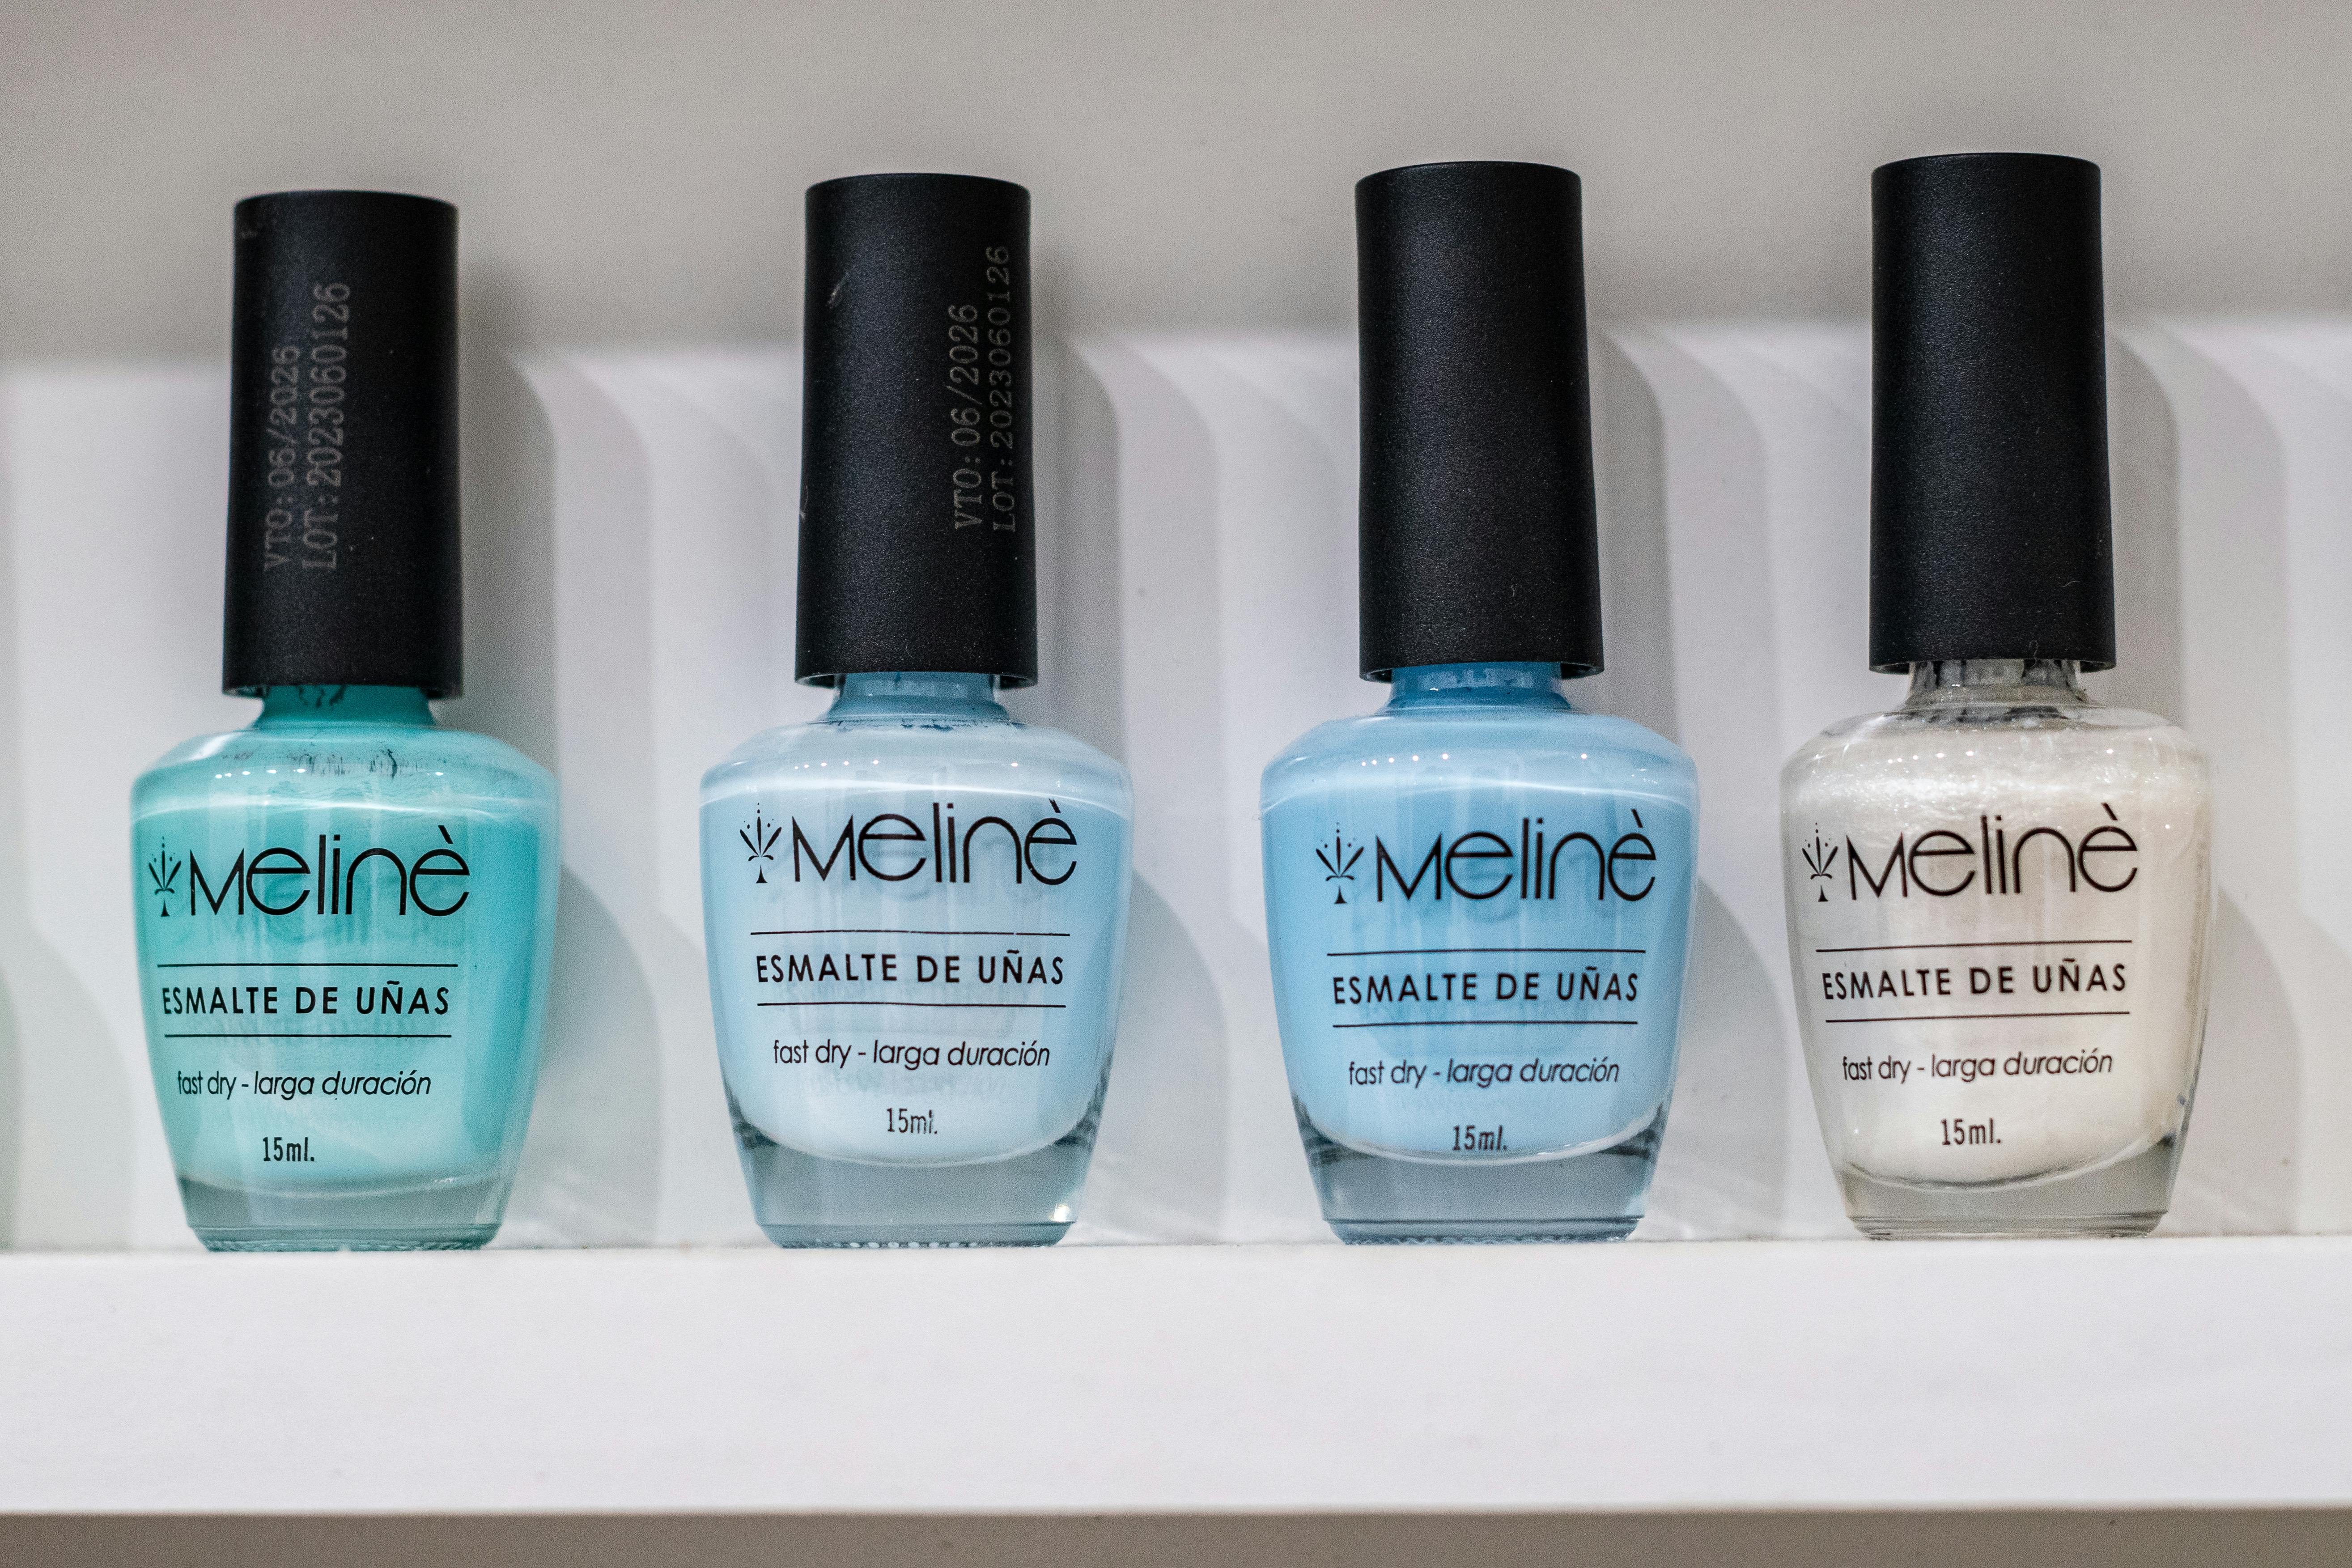 VTO:06/2026
LOT:2023060126
Melinè
ESMALTE DE UÑAS
fast dry - larga duración
15ml.
VTO:06/2026
LOT:2023060126
Melinè
ESMALTE DE UÑAS
fast dry - larga duración
15ml.
Melinè
ESMALTE DE UÑAS
fast dry - larga duración
15ml.
Melinè
ESMALTE DE UÑAS
fast dry - larga duración
15ml.